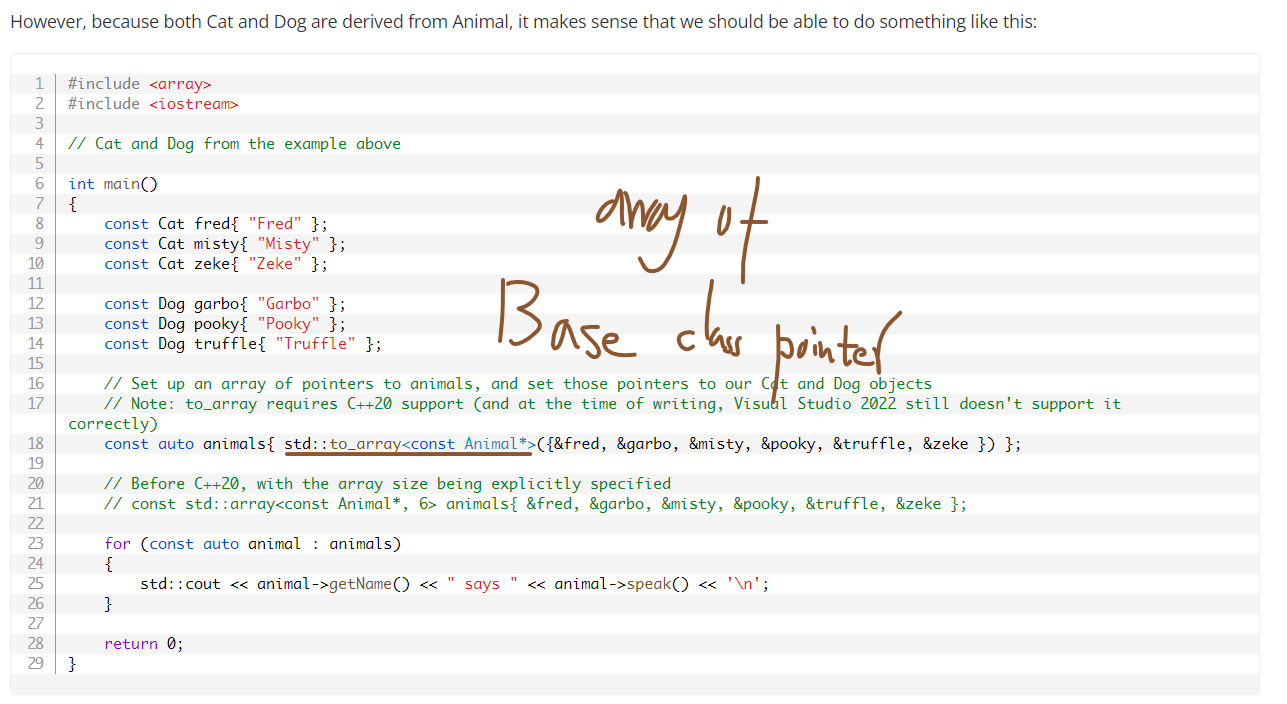 However, because both Cat and Dog are derived from Animal, it makes sense that we should be able to do something like this:
1 #include <array>
2 #include <iostream>
3
4 // Cat and Dog from the example above
5
6 int main()
7 {
8     const Cat fred{ "Fred" };
9     const Cat misty{ "Misty" };
10     const Cat zeke{ "Zeke" };
11
12     const Dog garbo{ "Garbo" };
13     const Dog pooky{ "Pooky" };
14     const Dog truffle{ "Truffle" };
15
16     // Set up an array of pointers to animals, and set those pointers to our Cat and Dog objects
17     // Note: to_array requires C++20 support (and at the time of writing, Visual Studio 2022 still doesn't support it
correctly)
18     const auto animals{ std::to_array<const Animal*>({&fred, &garbo, &misty, &pooky, &truffle, &zeke }) };
19
20     // Before C++20, with the array size being explicitly specified
21     // const std::array<const Animal*, 6> animals{ &fred, &garbo, &misty, &pooky, &truffle, &zeke };
22
23     for (const auto animal : animals)
24     {
25         std::cout << animal->getName() << " says " << animal->speak() << '\n';
26     }
27
28     return 0;
29 }
array of
Base class pointer